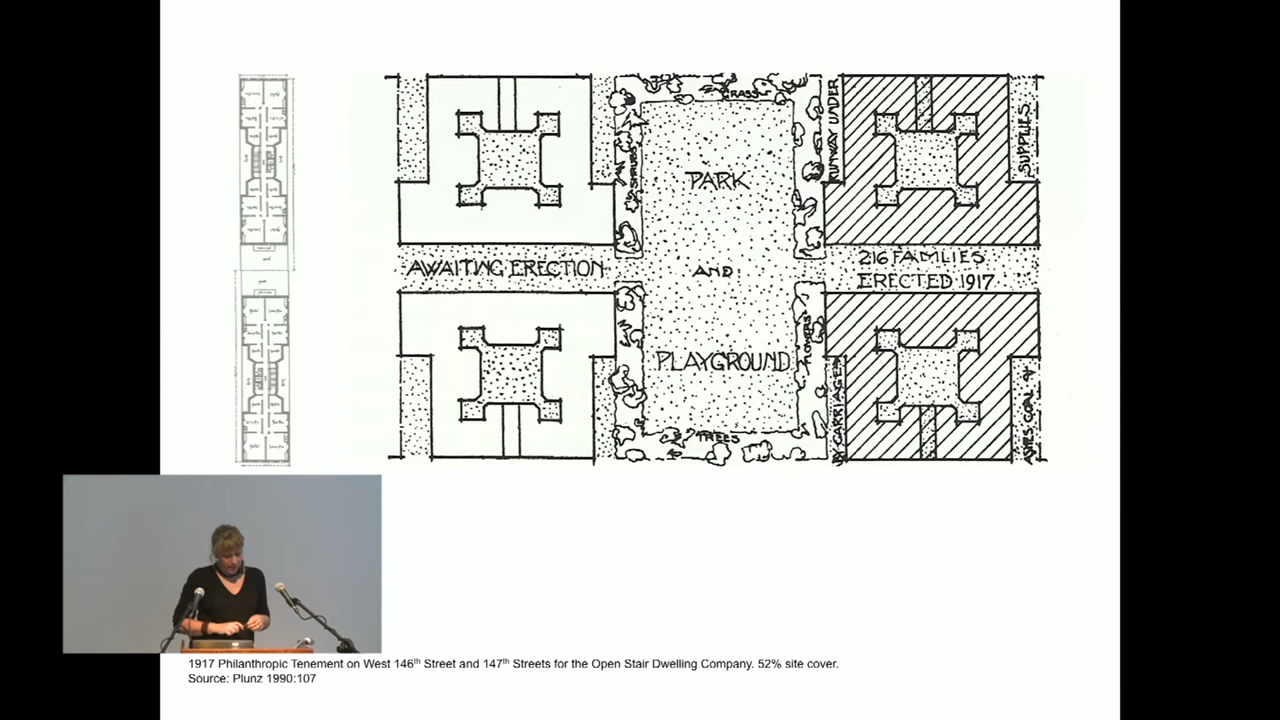 GRASS
SHRUBS
PARK
AND
PLAYGROUND
TREES
FLOWERS
AWAITING ERECTION
RUNWAY UNDER
SUPPLIES
216 FAMILIES
ERECTED 1917
BY CARRIAGES
ASHES COAL &
1917 Philanthropic Tenement on West 146th Street and 147th Streets for the Open Stair Dwelling Company. 52% site cover.
Source: Plunz 1990:107